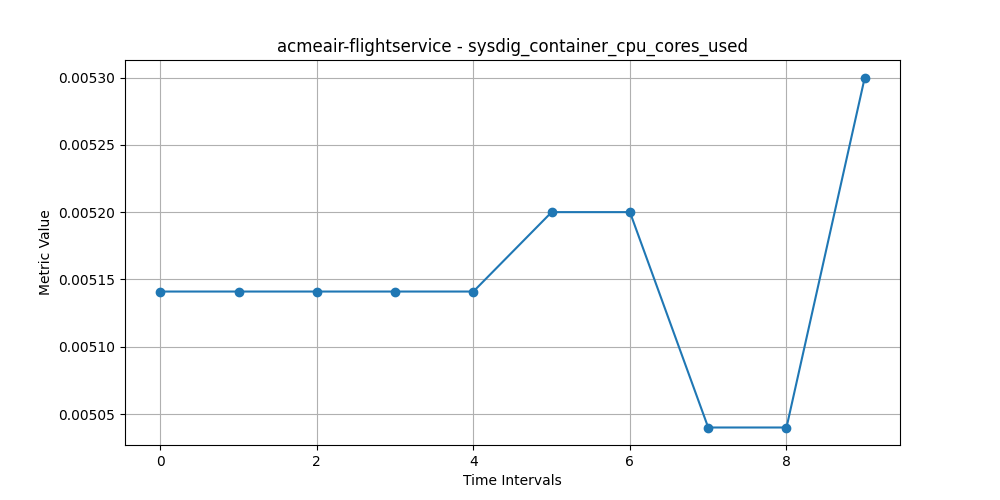 acmeair-flightservice - sysdig_container_cpu_cores_used
0.00530
0.00525
0.00520
0.00515
0.00510
0.00505
Metric Value
0 2 4 6 8
Time Intervals